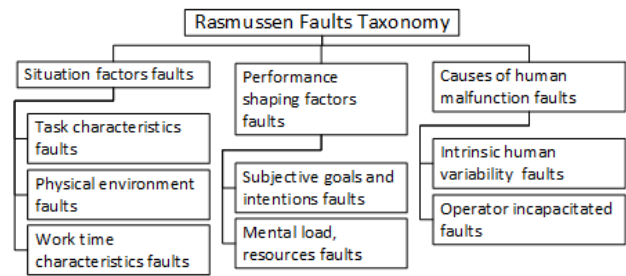 Rasmussen Faults Taxonomy
Situation factors faults
Task characteristics
faults
Physical environment
faults
Work time
characteristics faults
Performance
shaping factors
faults
Subjective goals and
intentions faults
Mental load,
resources faults
Causes of human
malfunction faults
Intrinsic human
variability faults
Operator incapacitated
faults